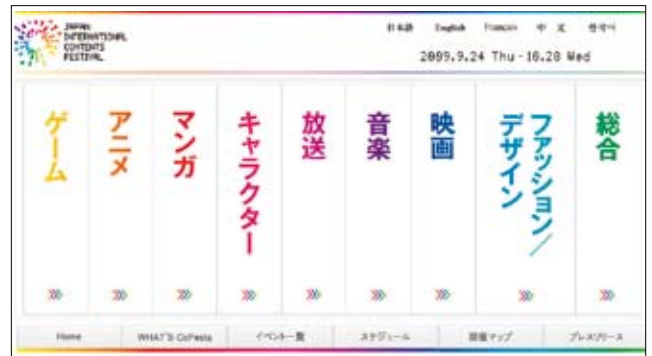 JAPAN
INTERNATIONAL
CONTENTS
FESTIVAL
日本語 English Français 中文 한국어
2009.9.24 Thu - 10.28 Wed
ゲーム
アニメ
マンガ
キャラクター
放送
音楽
映画
ファッション/
デザイン
総合
Home WHAT'S CoFesta イベント一覧 スケジュール 開催マップ プレスリリース